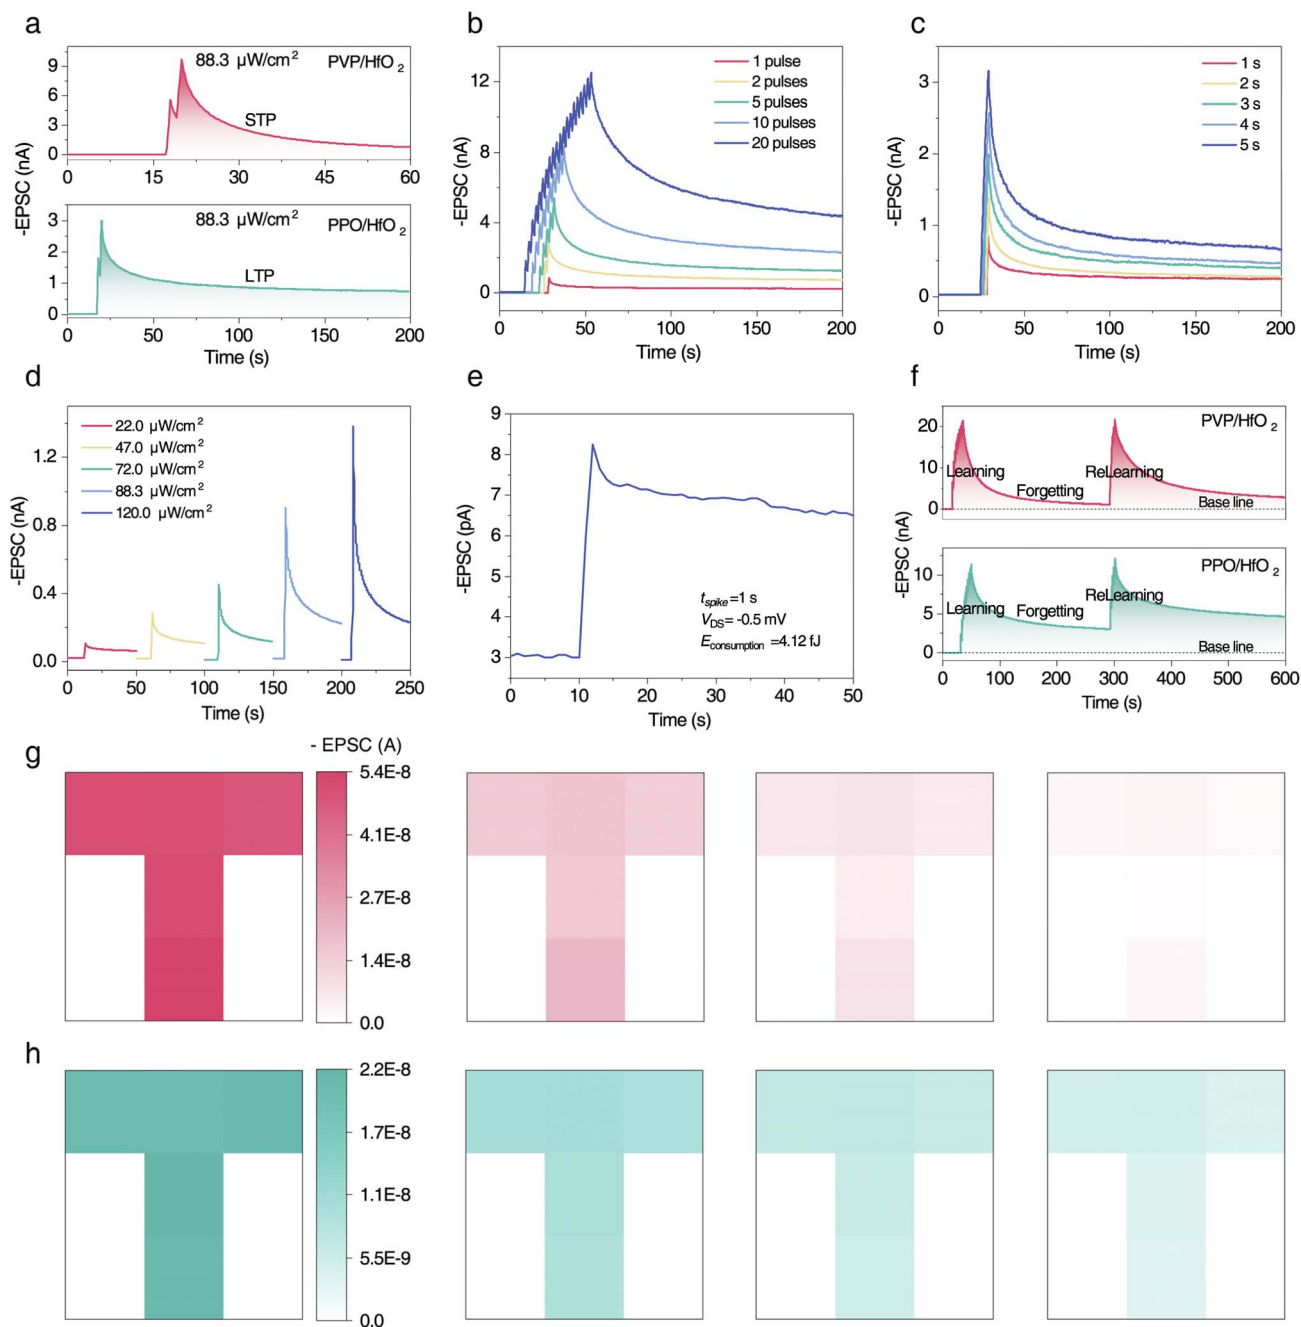 a
88.3 µW/cm²
PVP/HfO₂
9
6
3
0
STP
0
15
30
45
60
88.3 µW/cm²
PPO/HfO₂
3
2
1
0
LTP
0
50
100
150
200
-EPSC (nA)
Time (s)
b
1 pulse
2 pulses
5 pulses
10 pulses
20 pulses
12
8
4
0
-EPSC (nA)
0
50
100
150
200
Time (s)
c
1 s
2 s
3 s
4 s
5 s
3
2
1
0
-EPSC (nA)
0
50
100
150
200
Time (s)
d
22.0 µW/cm²
47.0 µW/cm²
72.0 µW/cm²
88.3 µW/cm²
120.0 µW/cm²
1.2
0.8
0.4
0.0
-EPSC (nA)
0
50
100
150
200
250
Time (s)
e
9
8
7
6
5
4
3
-EPSC (pA)
t_spike =1 s
V_DS= -0.5 mV
E_consumption =4.12 fJ
0
10
20
30
40
50
Time (s)
f
PVP/HfO₂
20
10
0
Learning
Forgetting
ReLearning
Base line
PPO/HfO₂
10
5
0
Learning
Forgetting
ReLearning
Base line
-EPSC (nA)
0
100
200
300
400
500
600
Time (s)
g
- EPSC (A)
5.4E-8
4.1E-8
2.7E-8
1.4E-8
0.0
h
2.2E-8
1.7E-8
1.1E-8
5.5E-9
0.0